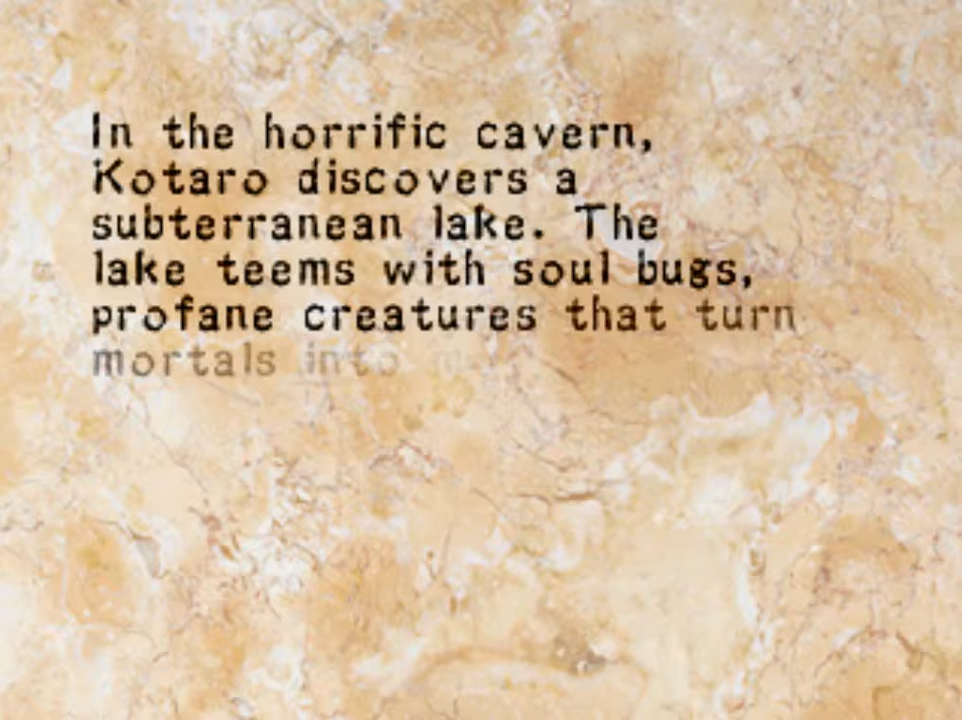 In the horrific cavern,
Kotaro discovers a
subterranean lake. The
lake teems with soul bugs,
profane creatures that turn
mortals into